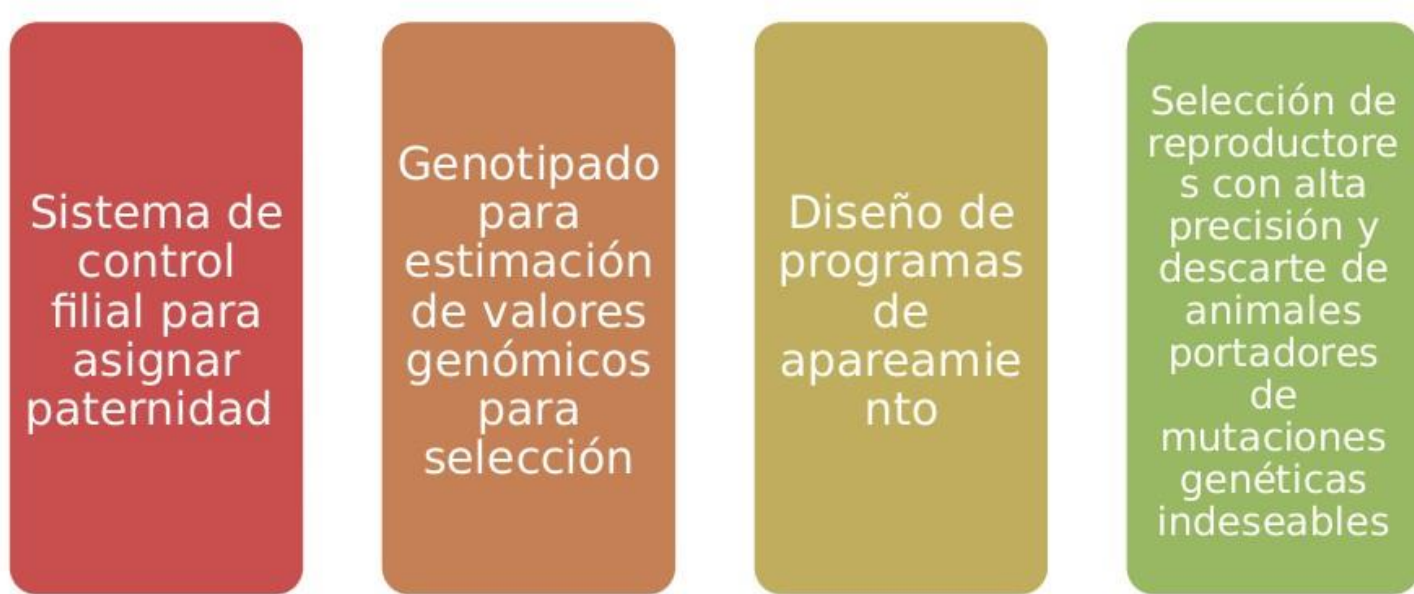 Sistema de
control
filial para
asignar
paternidad
Genotipado
para
estimación
de valores
genómicos
para
selección
Diseño de
programas
de
apareamie
nto
Selección de
reproductore
s con alta
precisión y
descarte de
animales
portadores
de
mutaciones
genéticas
indeseables